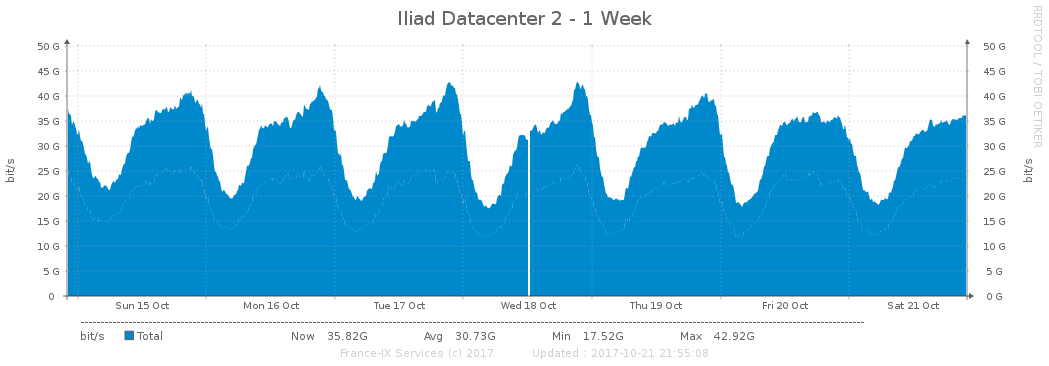 Iliad Datacenter 2 - 1 Week
RRDTOOL / TOBI OETIKER
50 G 50 G
45 G 45 G
40 G 40 G
35 G 35 G
30 G 30 G
25 G 25 G
20 G 20 G
15 G 15 G
10 G 10 G
5 G 5 G
0 0 G
bit/s
bit/s
Sun 15 Oct Mon 16 Oct Tue 17 Oct Wed 18 Oct Thu 19 Oct Fri 20 Oct Sat 21 Oct
bit/s Total Now 35.82G Avg 30.73G Min 17.52G Max 42.92G
France-IX Services (c) 2017 Updated : 2017-10-21 21:55:08